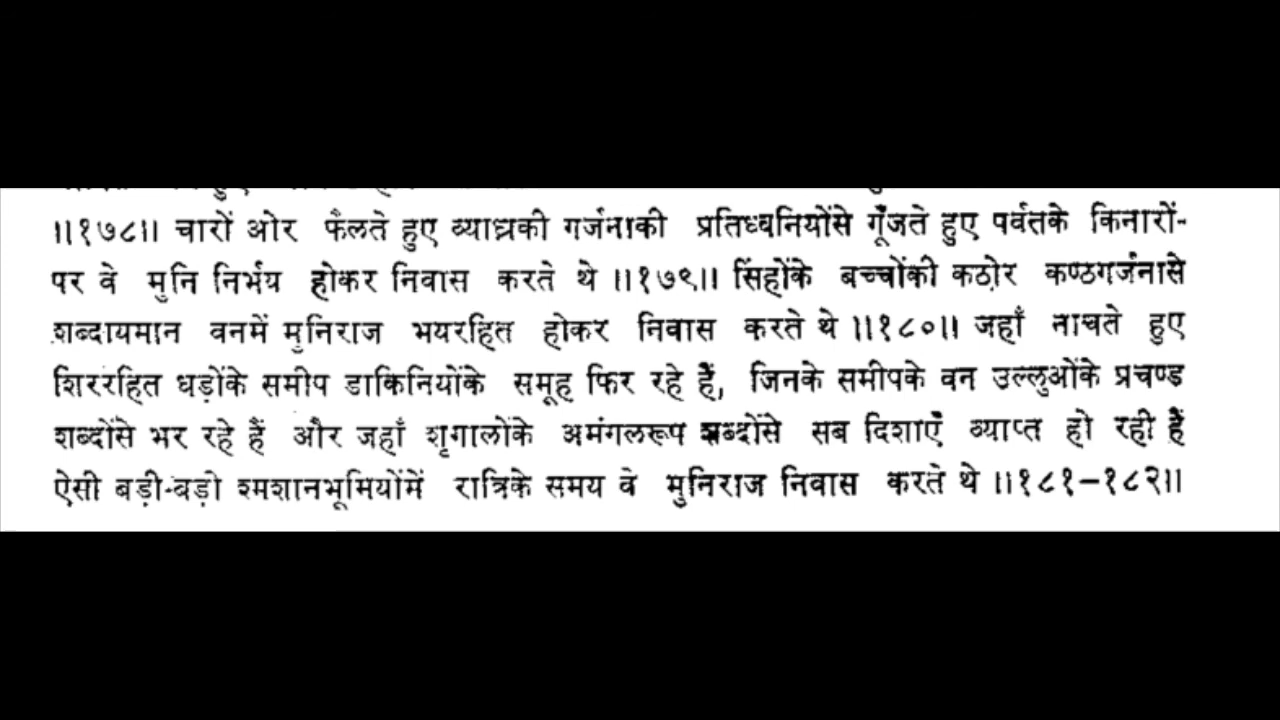 ॥१७८॥ चारों ओर फैलते हुए व्याघ्रकी गर्जनाकी प्रतिध्वनियोंसे गूँजते हुए पर्वतके किनारों-
पर वे मुनि निर्भय होकर निवास करते थे ॥१७९॥ सिंहोंके बच्चोंकी कठोर कण्ठगर्जनासे
शब्दायमान वनमें मुनिराज भयरहित होकर निवास करते थे ॥१८०॥ जहाँ नाचते हुए
शिररहित धड़ोंके समीप डाकिनियोंके समूह फिर रहे हैं, जिनके समीपके वन उल्लुओंके प्रचण्ड
शब्दोंसे भर रहे हैं और जहाँ शृगालोंके अमंगलरूप शब्दोंसे सब दिशाएँ व्याप्त हो रही हैं
ऐसी बड़ी-बड़ी श्मशानभूमियोंमें रात्रिके समय वे मुनिराज निवास करते थे ॥१८१-१८२॥